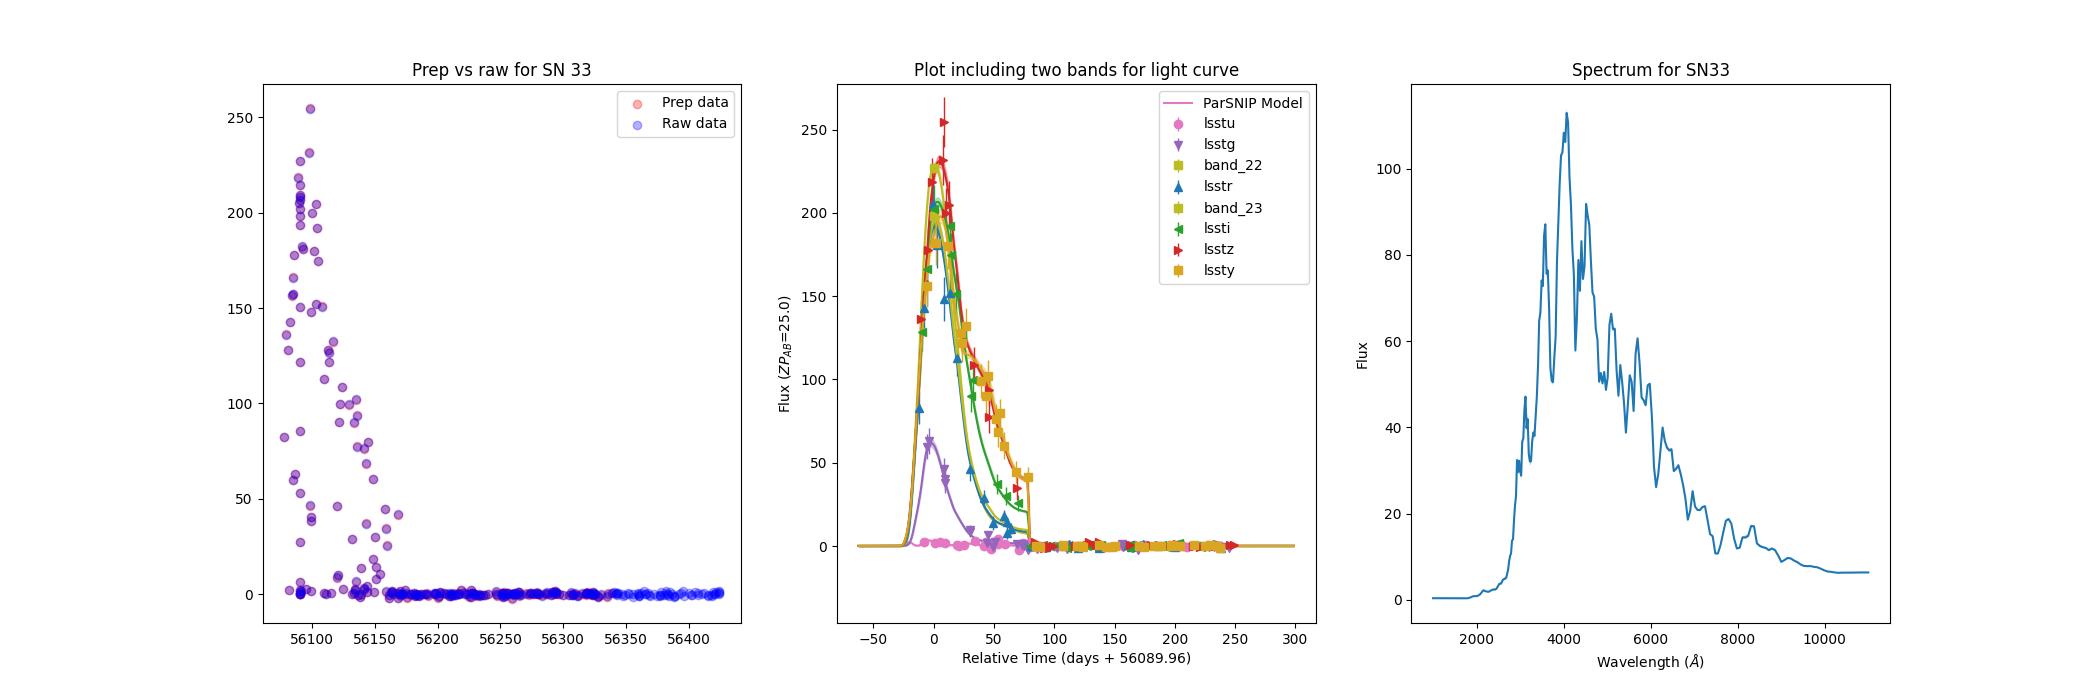 Prep vs raw for SN 33
Prep data
Raw data
250
200
150
100
50
0
56100
56150
56200
56250
56300
56350
56400
Plot including two bands for light curve
ParSNIP Model
lsstu
lsstg
band_22
lsstr
band_23
lssti
lsstz
lssty
Flux (ZP_AB=25.0)
250
200
150
100
50
0
−50
0
50
100
150
200
250
300
Relative Time (days + 56089.96)
Spectrum for SN33
Flux
100
80
60
40
20
0
2000
4000
6000
8000
10000
Wavelength (Å)